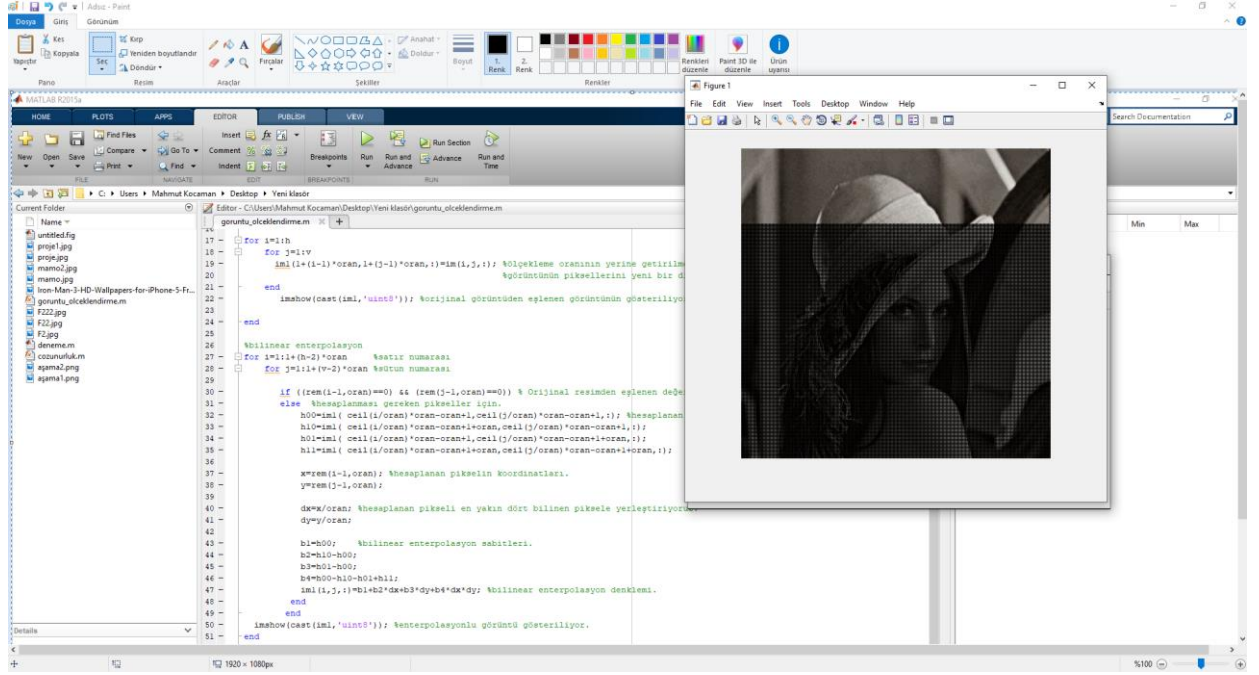 Adsız - Paint
Dosya Giriş Görünüm
Kes
Kopyala
Yapıştır
Pano
Seç
Kırp
Yeniden boyutlandır
Döndür
Resim
Araçlar
Fırçalar
Şekiller
Anahat
Doldur
Boyut
1. Renk
2. Renk
Renkler
Renkleri düzenle
Paint 3D ile düzenle
Ürün uyarısı
MATLAB R2015a
HOME PLOTS APPS EDITOR PUBLISH VIEW
Search Documentation
New Open Save
Find Files
Compare
Print
FILE
Go To
Find
NAVIGATE
Insert fx
Comment
Indent
EDIT
Breakpoints
BREAKPOINTS
Run
Run and Advance
Run Section
Advance
Run and Time
RUN
C: Users Mahmut Kocaman Desktop Yeni klasör
Current Folder
Name
untitled.fig
proje1.jpg
proje.jpg
mamo2.jpg
mamo.jpg
Iron-Man-3-HD-Wallpapers-for-iPhone-5-Fr...
goruntu_olceklendirme.m
F222.jpg
F22.jpg
F2.jpg
deneme.m
cozunurluk.m
aşama2.png
aşama1.png
Details
Editor - C:\Users\Mahmut Kocaman\Desktop\Yeni klasör\goruntu_olceklendirme.m
goruntu_olceklendirme.m
17 - for i=1:h
18 - for j=1:v
19 - im1(1+(i-1)*oran,1+(j-1)*oran,:)=im(i,j,:); %ölçekleme oranının yerine getirilme
20 %görüntünün piksellerini yeni bir d
21 - end
22 - imshow(cast(im1,'uint8')); %orijinal görüntüden eşlenen görüntünün gösteriliyo
23
24 - end
25
26 %bilinear enterpolasyon
27 - for i=1:1+(h-2)*oran %satır numarası
28 - for j=1:1+(v-2)*oran %sütun numarası
29
30 - if ((rem(i-1,oran)==0) && (rem(j-1,oran)==0)) % Orijinal resimden eşlenen değe
31 - else %hesaplanması gereken pikseller için.
32 - h00=im1( ceil(i/oran)*oran-oran+1,ceil(j/oran)*oran-oran+1,:); %hesaplanan
33 - h10=im1( ceil(i/oran)*oran-oran+1+oran,ceil(j/oran)*oran-oran+1,:);
34 - h01=im1( ceil(i/oran)*oran-oran+1,ceil(j/oran)*oran-oran+1+oran,:);
35 - h11=im1( ceil(i/oran)*oran-oran+1+oran,ceil(j/oran)*oran-oran+1+oran,:);
36
37 - x=rem(i-1,oran); %hesaplanan pikselin koordinatları.
38 - y=rem(j-1,oran);
39
40 - dx=x/oran; %hesaplanan pikseli en yakın dört bilinen piksele yerleştiriyoruz.
41 - dy=y/oran;
42
43 - b1=h00; %bilinear enterpolasyon sabitleri.
44 - b2=h10-h00;
45 - b3=h01-h00;
46 - b4=h00-h10-h01+h11;
47 - im1(i,j,:)=b1+b2*dx+b3*dy+b4*dx*dy; %bilinear enterpolasyon denklemi.
48 - end
49 - end
50 - imshow(cast(im1,'uint8')); %enterpolasyonlu görüntü gösteriliyor.
51 - end
Figure 1
File Edit View Insert Tools Desktop Window Help
Min Max
1920 × 1080px
%100